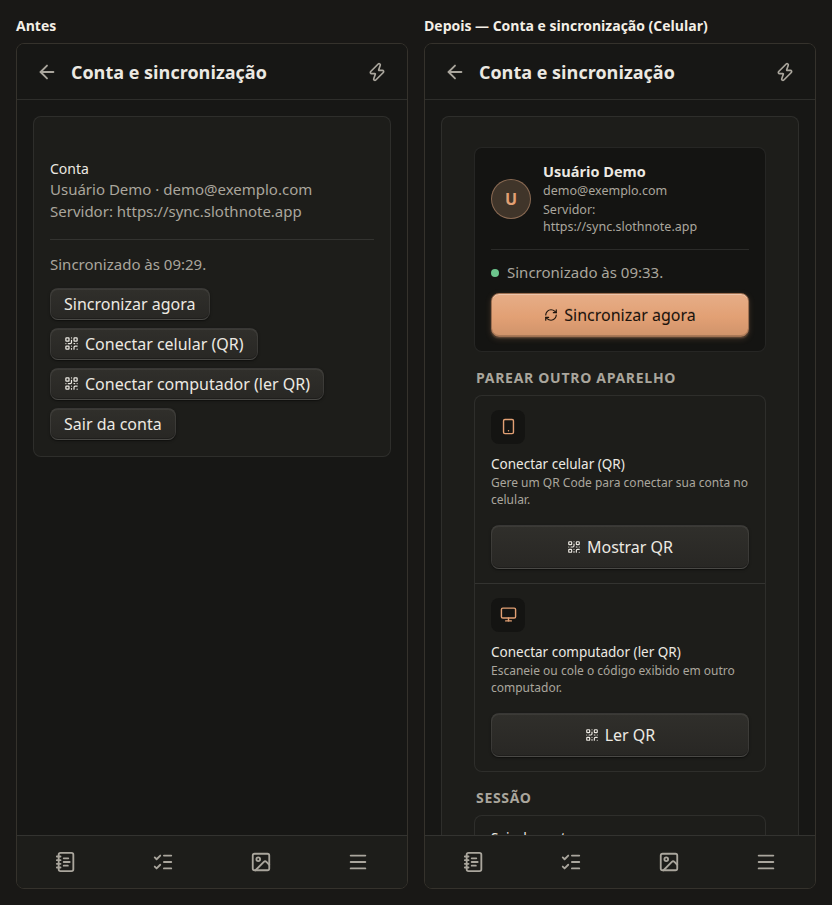 Antes
Conta e sincronização
Conta
Usuário Demo · demo@exemplo.com
Servidor: https://sync.slothnote.app
Sincronizado às 09:29.
Sincronizar agora
Conectar celular (QR)
Conectar computador (ler QR)
Sair da conta
Depois — Conta e sincronização (Celular)
Conta e sincronização
U
Usuário Demo
demo@exemplo.com
Servidor:
https://sync.slothnote.app
Sincronizado às 09:33.
Sincronizar agora
PAREAR OUTRO APARELHO
Conectar celular (QR)
Gere um QR Code para conectar sua conta no
celular.
Mostrar QR
Conectar computador (ler QR)
Escaneie ou cole o código exibido em outro
computador.
Ler QR
SESSÃO